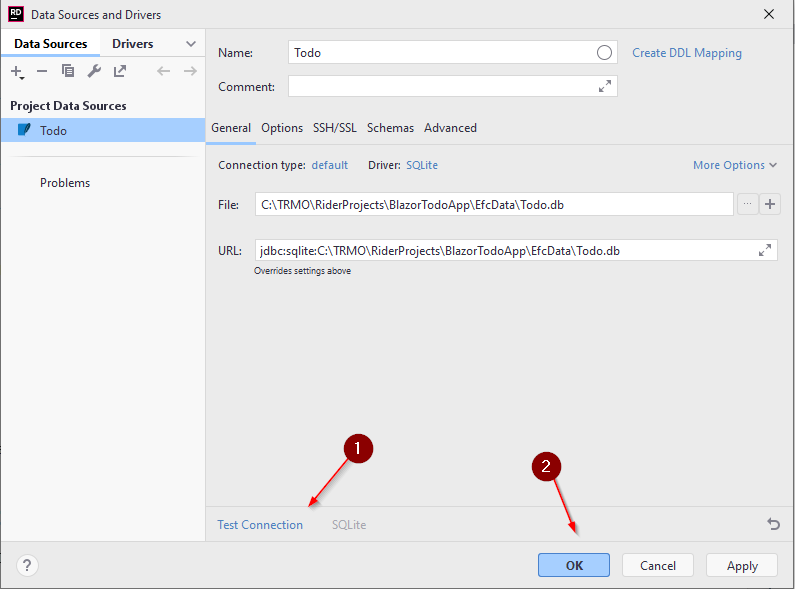 RD Data Sources and Drivers
Data Sources Drivers
Project Data Sources
Todo
Problems
Name: Todo Create DDL Mapping
Comment:
General Options SSH/SSL Schemas Advanced
Connection type: default Driver: SQLite More Options
File: C:\TRMO\RiderProjects\BlazorTodoApp\EfcData\Todo.db ...
URL: jdbc:sqlite:C:\TRMO\RiderProjects\BlazorTodoApp\EfcData\Todo.db
Overrides settings above
1
2
Test Connection SQLite
? OK Cancel Apply